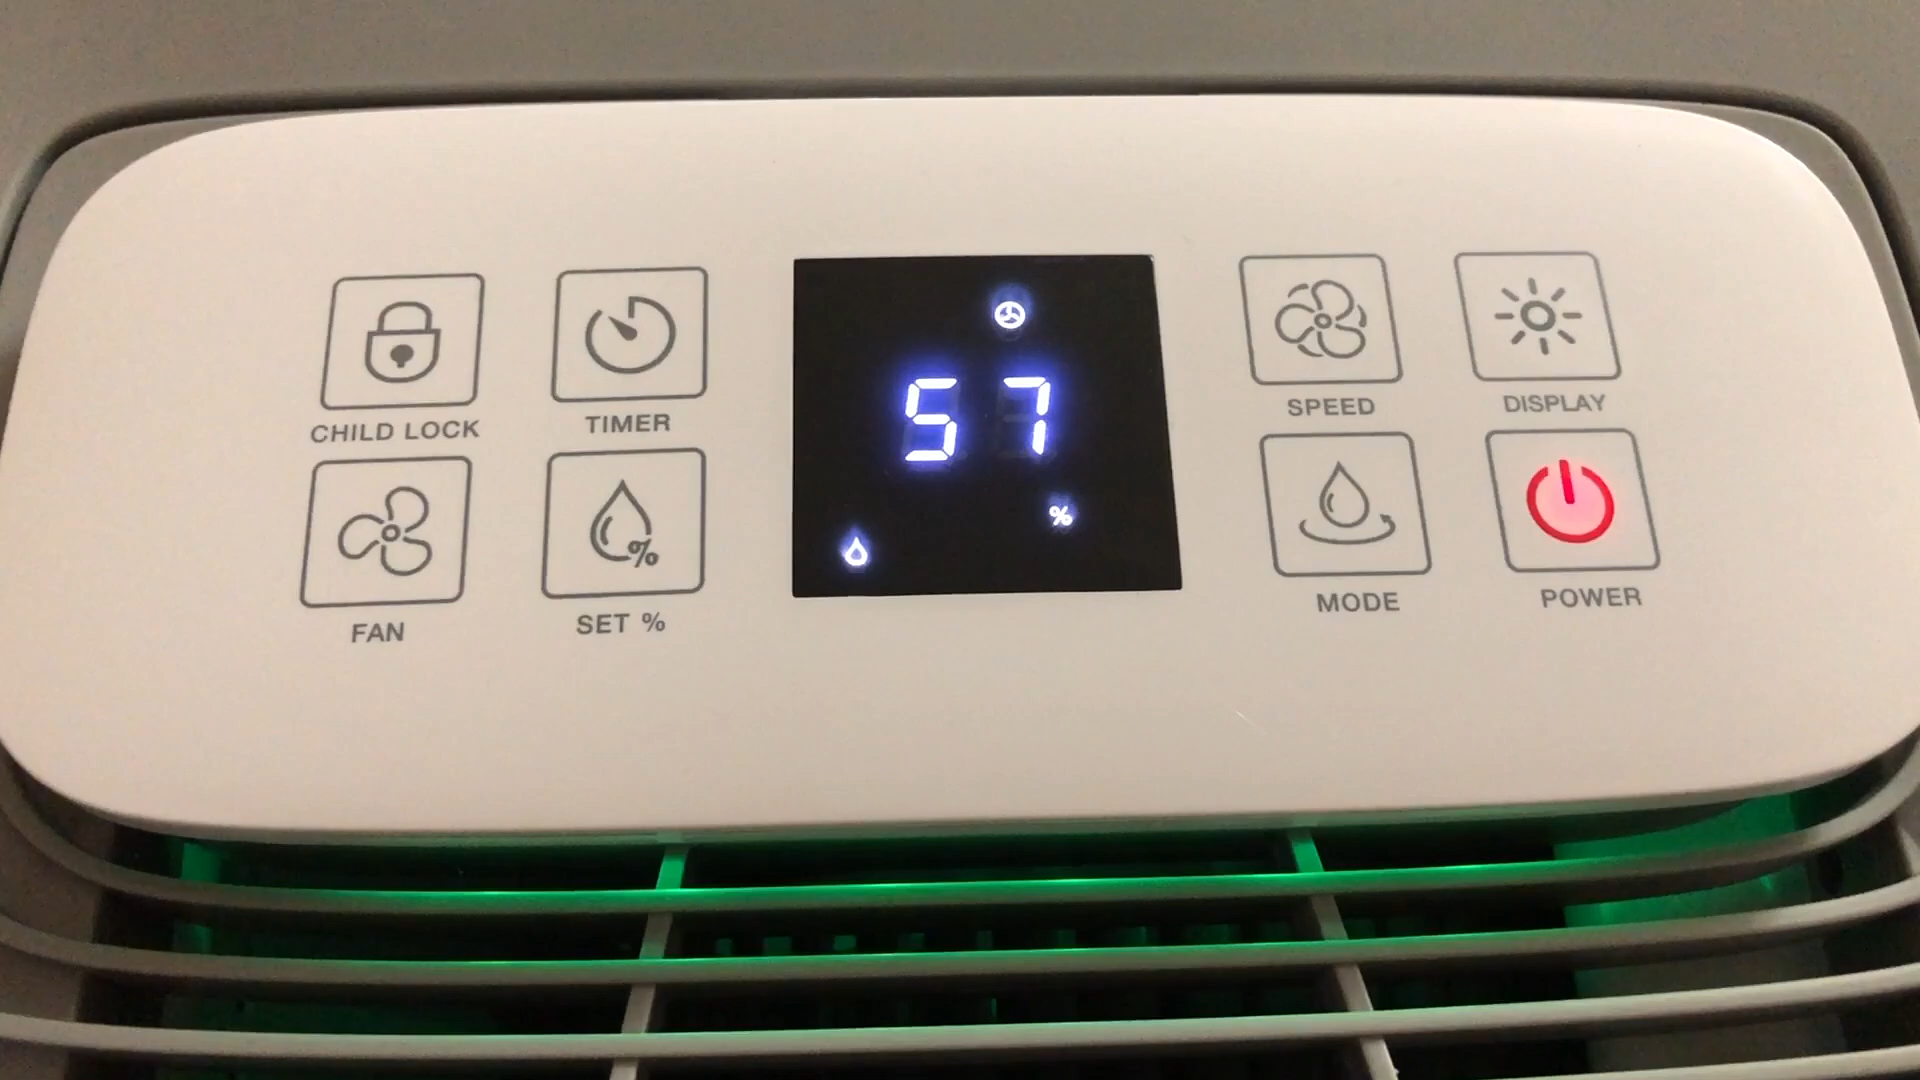 CHILD LOCK
TIMER
FAN
SET %
57
%
SPEED
DISPLAY
MODE
POWER